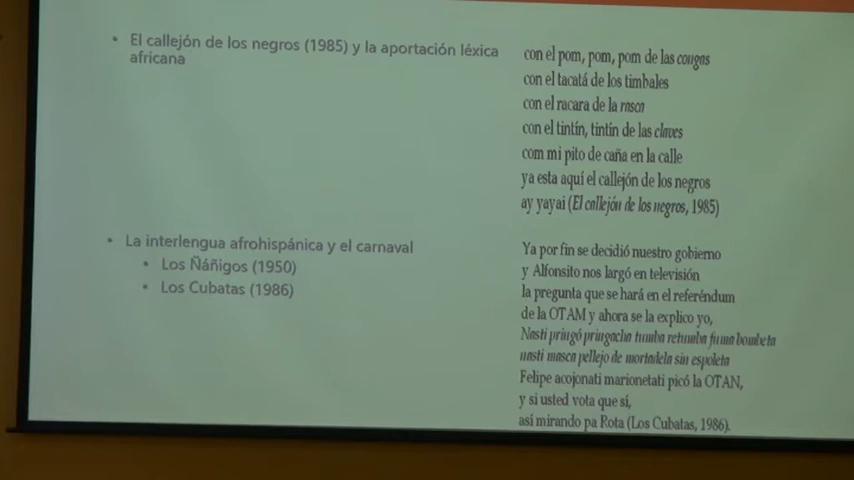 • El callejón de los negros (1985) y la aportación léxica
africana
con el pom, pom, pom de las congas
con el tacatá de los timbales
con el racara de la rasca
con el tintín, tintín de las claves
com mi pito de caña en la calle
ya esta aquí el callejón de los negros
ay yayai (El callejón de los negros, 1985)
• La interlengua afrohispánica y el carnaval
• Los Ñáñigos (1950)
• Los Cubatas (1986)
Ya por fin se decidió nuestro gobierno
y Alfonsito nos largó en televisión
la pregunta que se hará en el referéndum
de la OTAM y ahora se la explico yo,
Nasti pringó pringacha tumba retumba fuma bombeta
nasti masca pellejo de mortadela sin espoleta
Felipe acojonati marionetati picó la OTAN,
y si usted vota que sí,
así mirando pa Rota (Los Cubatas, 1986).